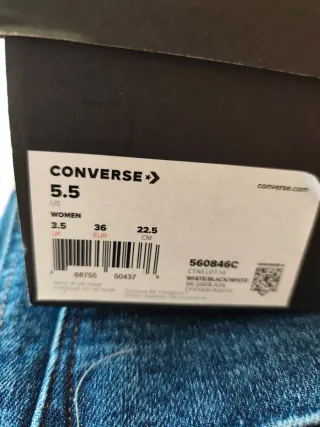 CONVERSE
converse.com
5.5
US
WOMEN
3.5 36 22.5
UK EUR CM
88755 50437
560846C
CTAS LIFT HI
WHITE/BLACK/WHITE